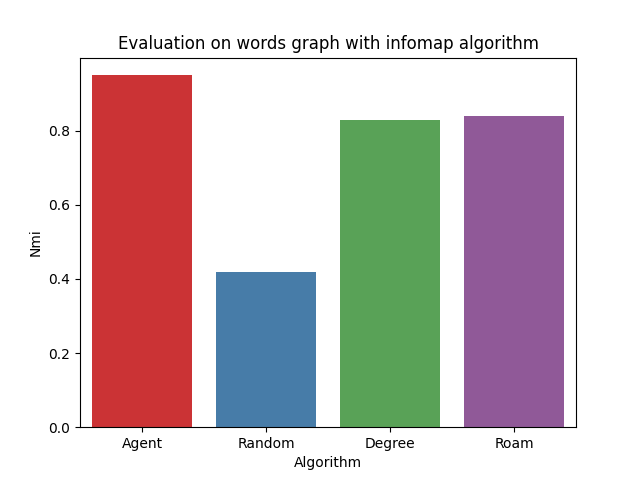 Evaluation on words graph with infomap algorithm
0.8
0.6
0.4
0.2
0.0
Nmi
Agent Random Degree Roam
Algorithm